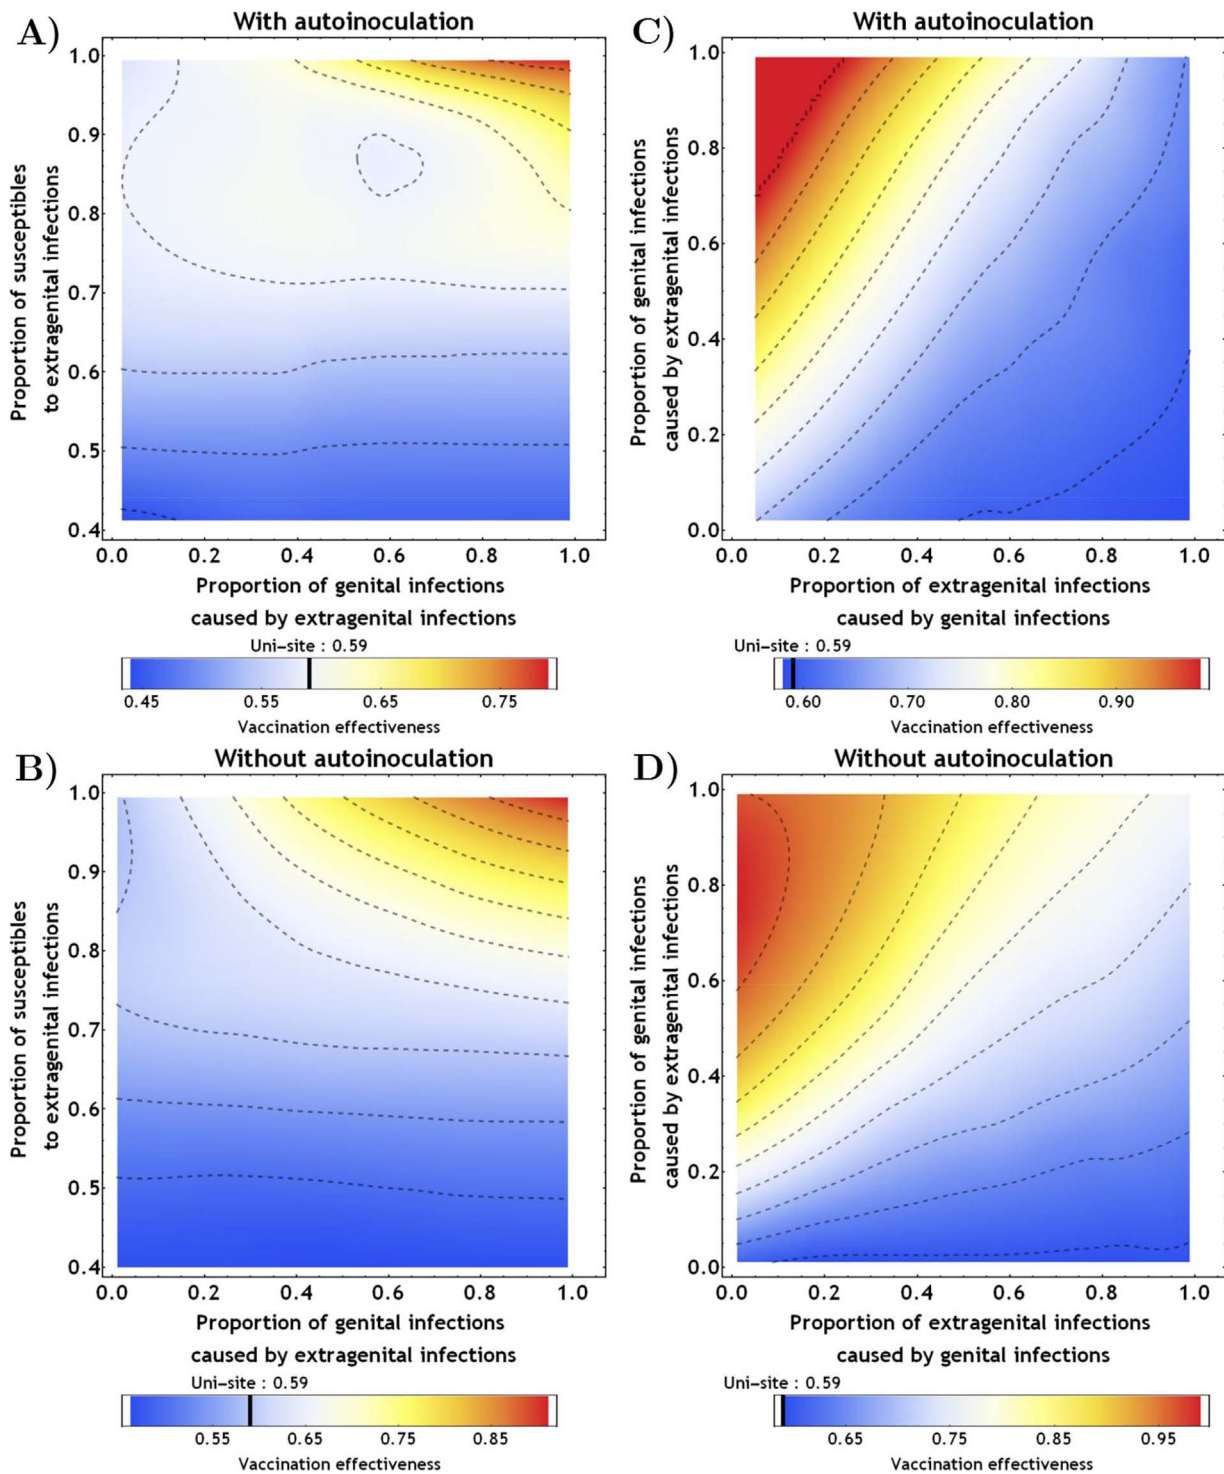 A)
With autoinoculation
1.0
0.9
0.8
0.7
0.6
0.5
0.4
Proportion of susceptibles
to extragenital infections
0.0 0.2 0.4 0.6 0.8 1.0
Proportion of genital infections
caused by extragenital infections
Uni-site : 0.59
0.45 0.55 0.65 0.75
Vaccination effectiveness
C)
With autoinoculation
1.0
0.8
0.6
0.4
0.2
0.0
Proportion of genital infections
caused by extragenital infections
0.0 0.2 0.4 0.6 0.8 1.0
Proportion of extragenital infections
caused by genital infections
Uni-site : 0.59
0.60 0.70 0.80 0.90
Vaccination effectiveness
B)
Without autoinoculation
1.0
0.9
0.8
0.7
0.6
0.5
0.4
Proportion of susceptibles
to extragenital infections
0.0 0.2 0.4 0.6 0.8 1.0
Proportion of genital infections
caused by extragenital infections
Uni-site : 0.59
0.55 0.65 0.75 0.85
Vaccination effectiveness
D)
Without autoinoculation
1.0
0.8
0.6
0.4
0.2
0.0
Proportion of genital infections
caused by extragenital infections
0.0 0.2 0.4 0.6 0.8 1.0
Proportion of extragenital infections
caused by genital infections
Uni-site : 0.59
0.65 0.75 0.85 0.95
Vaccination effectiveness